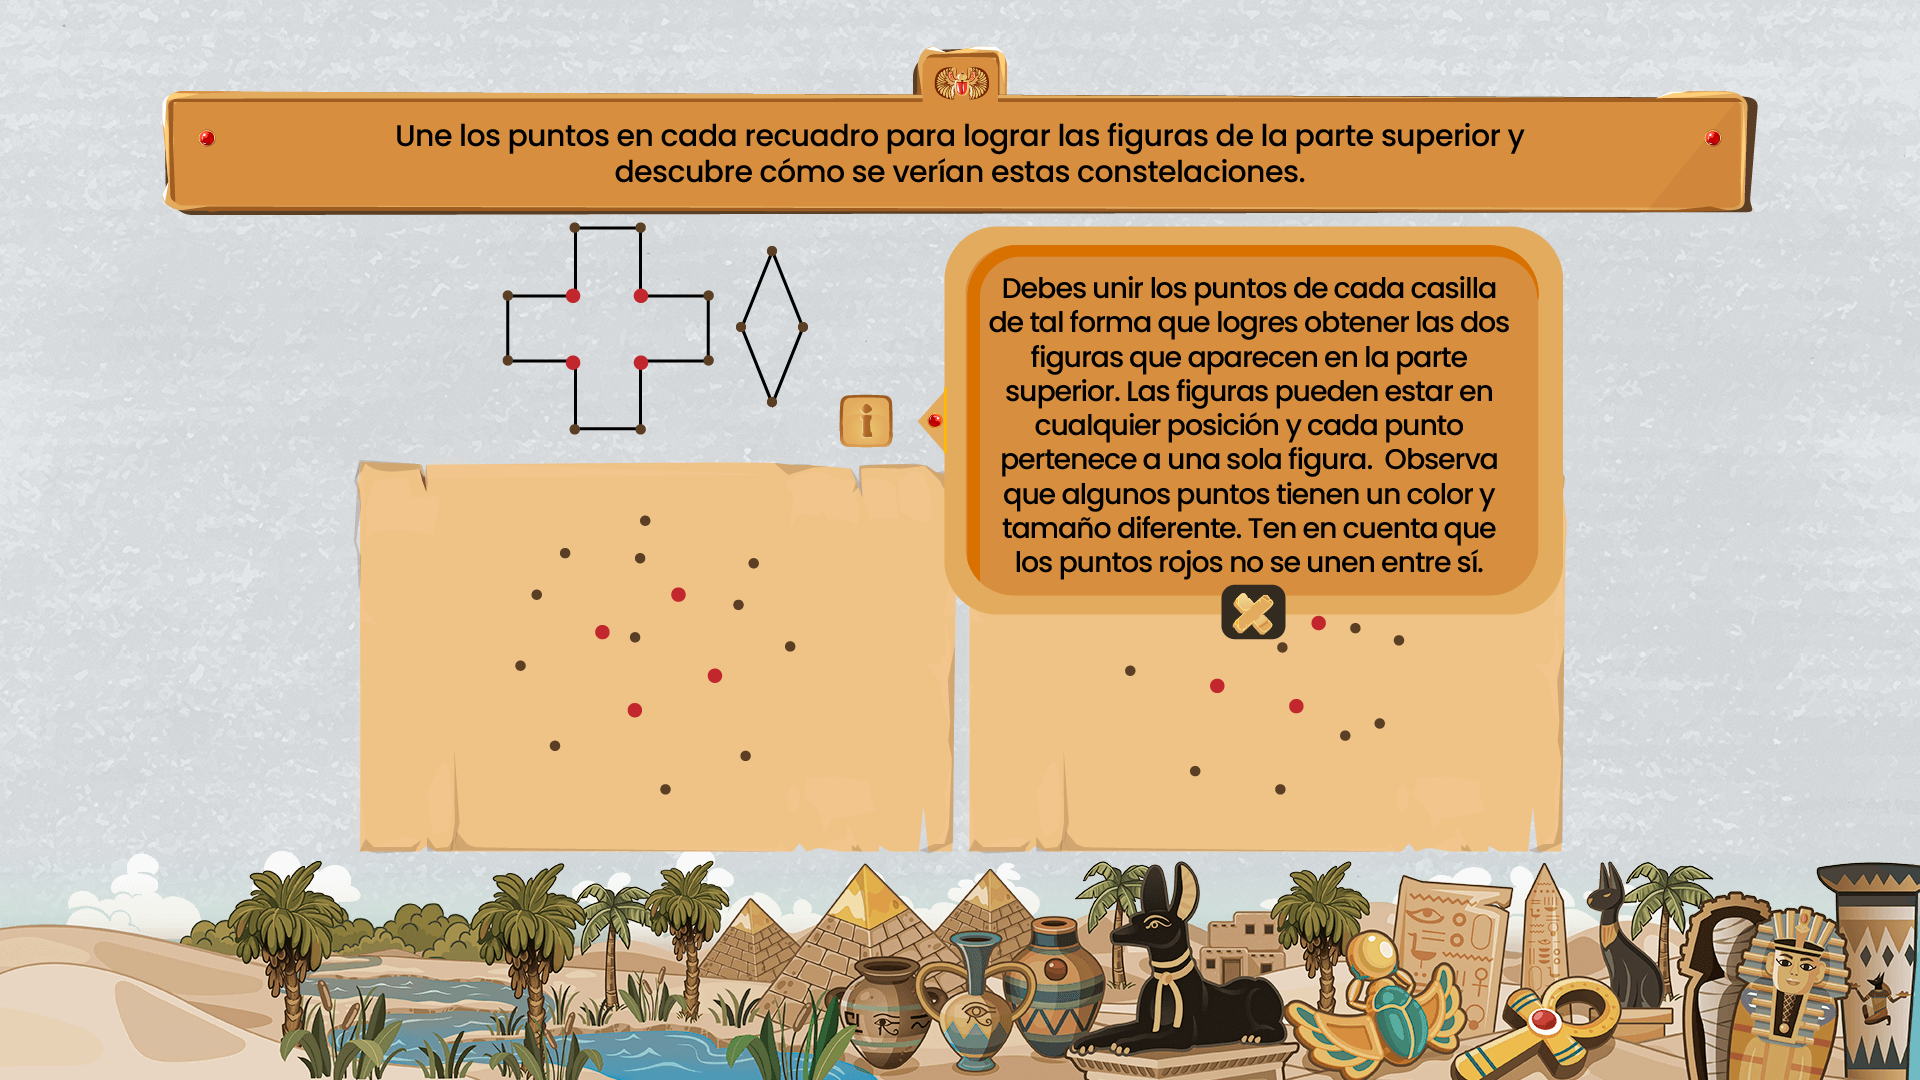 Une los puntos en cada recuadro para lograr las figuras de la parte superior y
descubre cómo se verían estas constelaciones.
Debes unir los puntos de cada casilla
de tal forma que logres obtener las dos
figuras que aparecen en la parte
superior. Las figuras pueden estar en
cualquier posición y cada punto
pertenece a una sola figura. Observa
que algunos puntos tienen un color y
tamaño diferente. Ten en cuenta que
los puntos rojos no se unen entre sí.
i